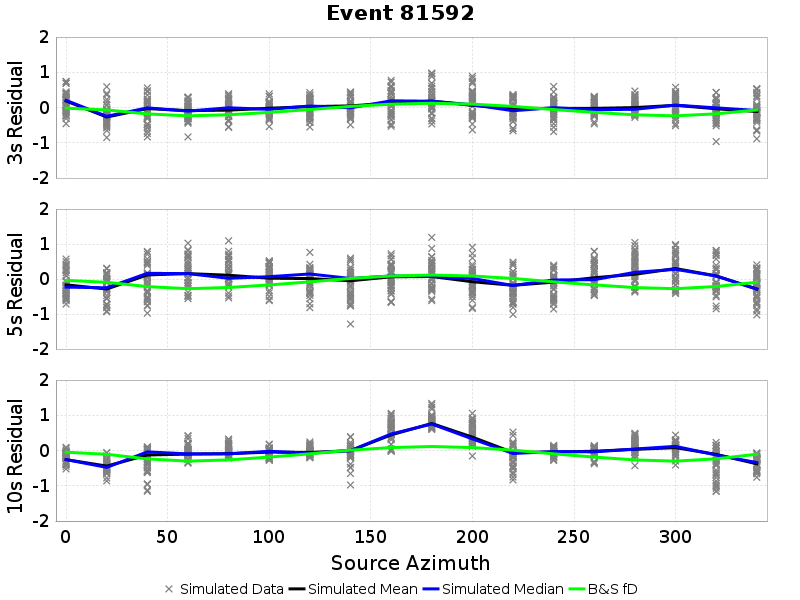 Event 81592
2
1
0
-1
-2
3s Residual
2
1
0
-1
-2
5s Residual
2
1
0
-1
-2
10s Residual
0 50 100 150 200 250 300
Source Azimuth
Simulated Data Simulated Mean Simulated Median B&S fD